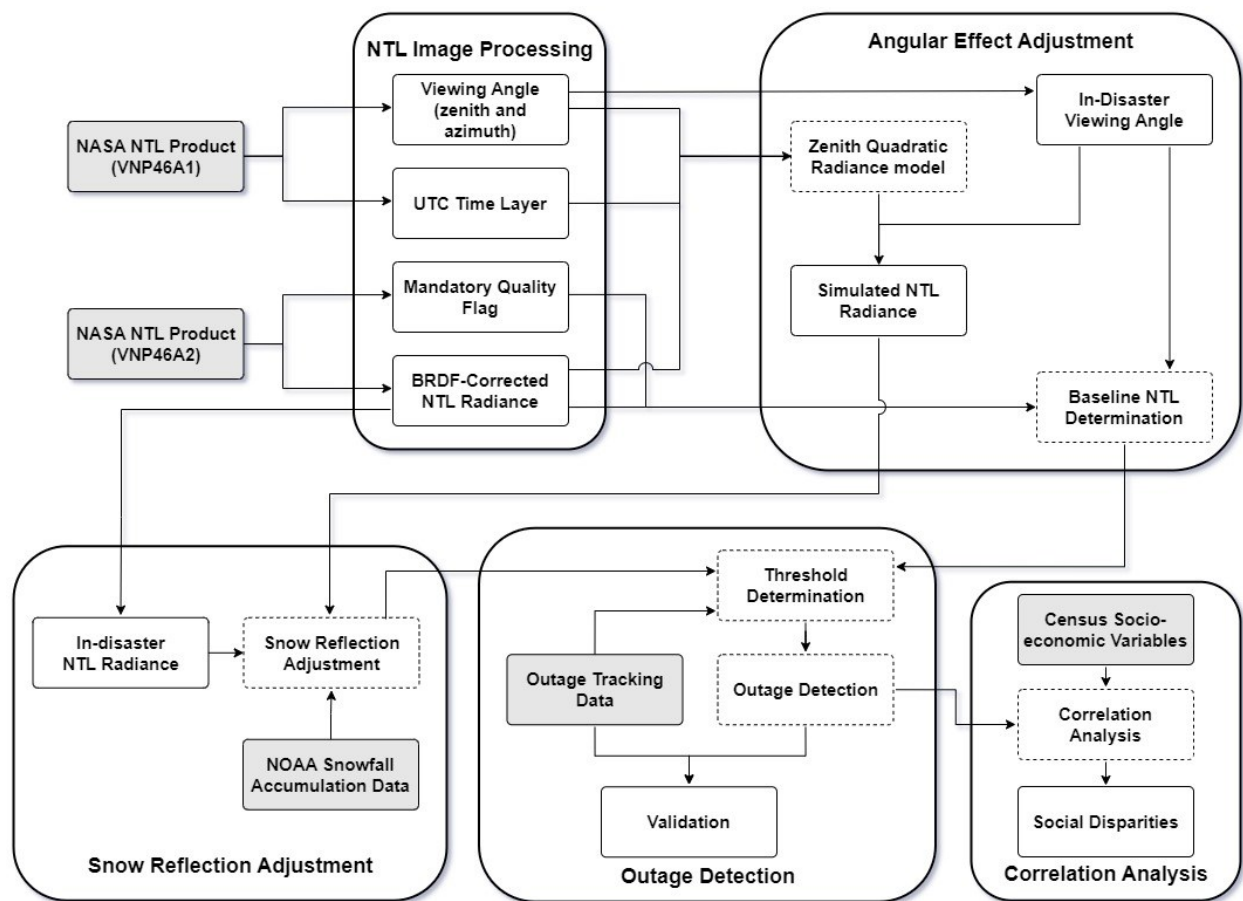 NTL Image Processing
Angular Effect Adjustment
NASA NTL Product
(VNP46A1)
Viewing Angle
(zenith and
azimuth)
UTC Time Layer
In-Disaster
Viewing Angle
Zenith Quadratic
Radiance model
NASA NTL Product
(VNP46A2)
Mandatory Quality
Flag
BRDF-Corrected
NTL Radiance
Simulated NTL
Radiance
Baseline NTL
Determination
In-disaster
NTL Radiance
Snow Reflection
Adjustment
NOAA Snowfall
Accumulation Data
Snow Reflection Adjustment
Threshold
Determination
Outage Tracking
Data
Outage Detection
Validation
Outage Detection
Census Socio-
economic Variables
Correlation
Analysis
Social Disparities
Correlation Analysis